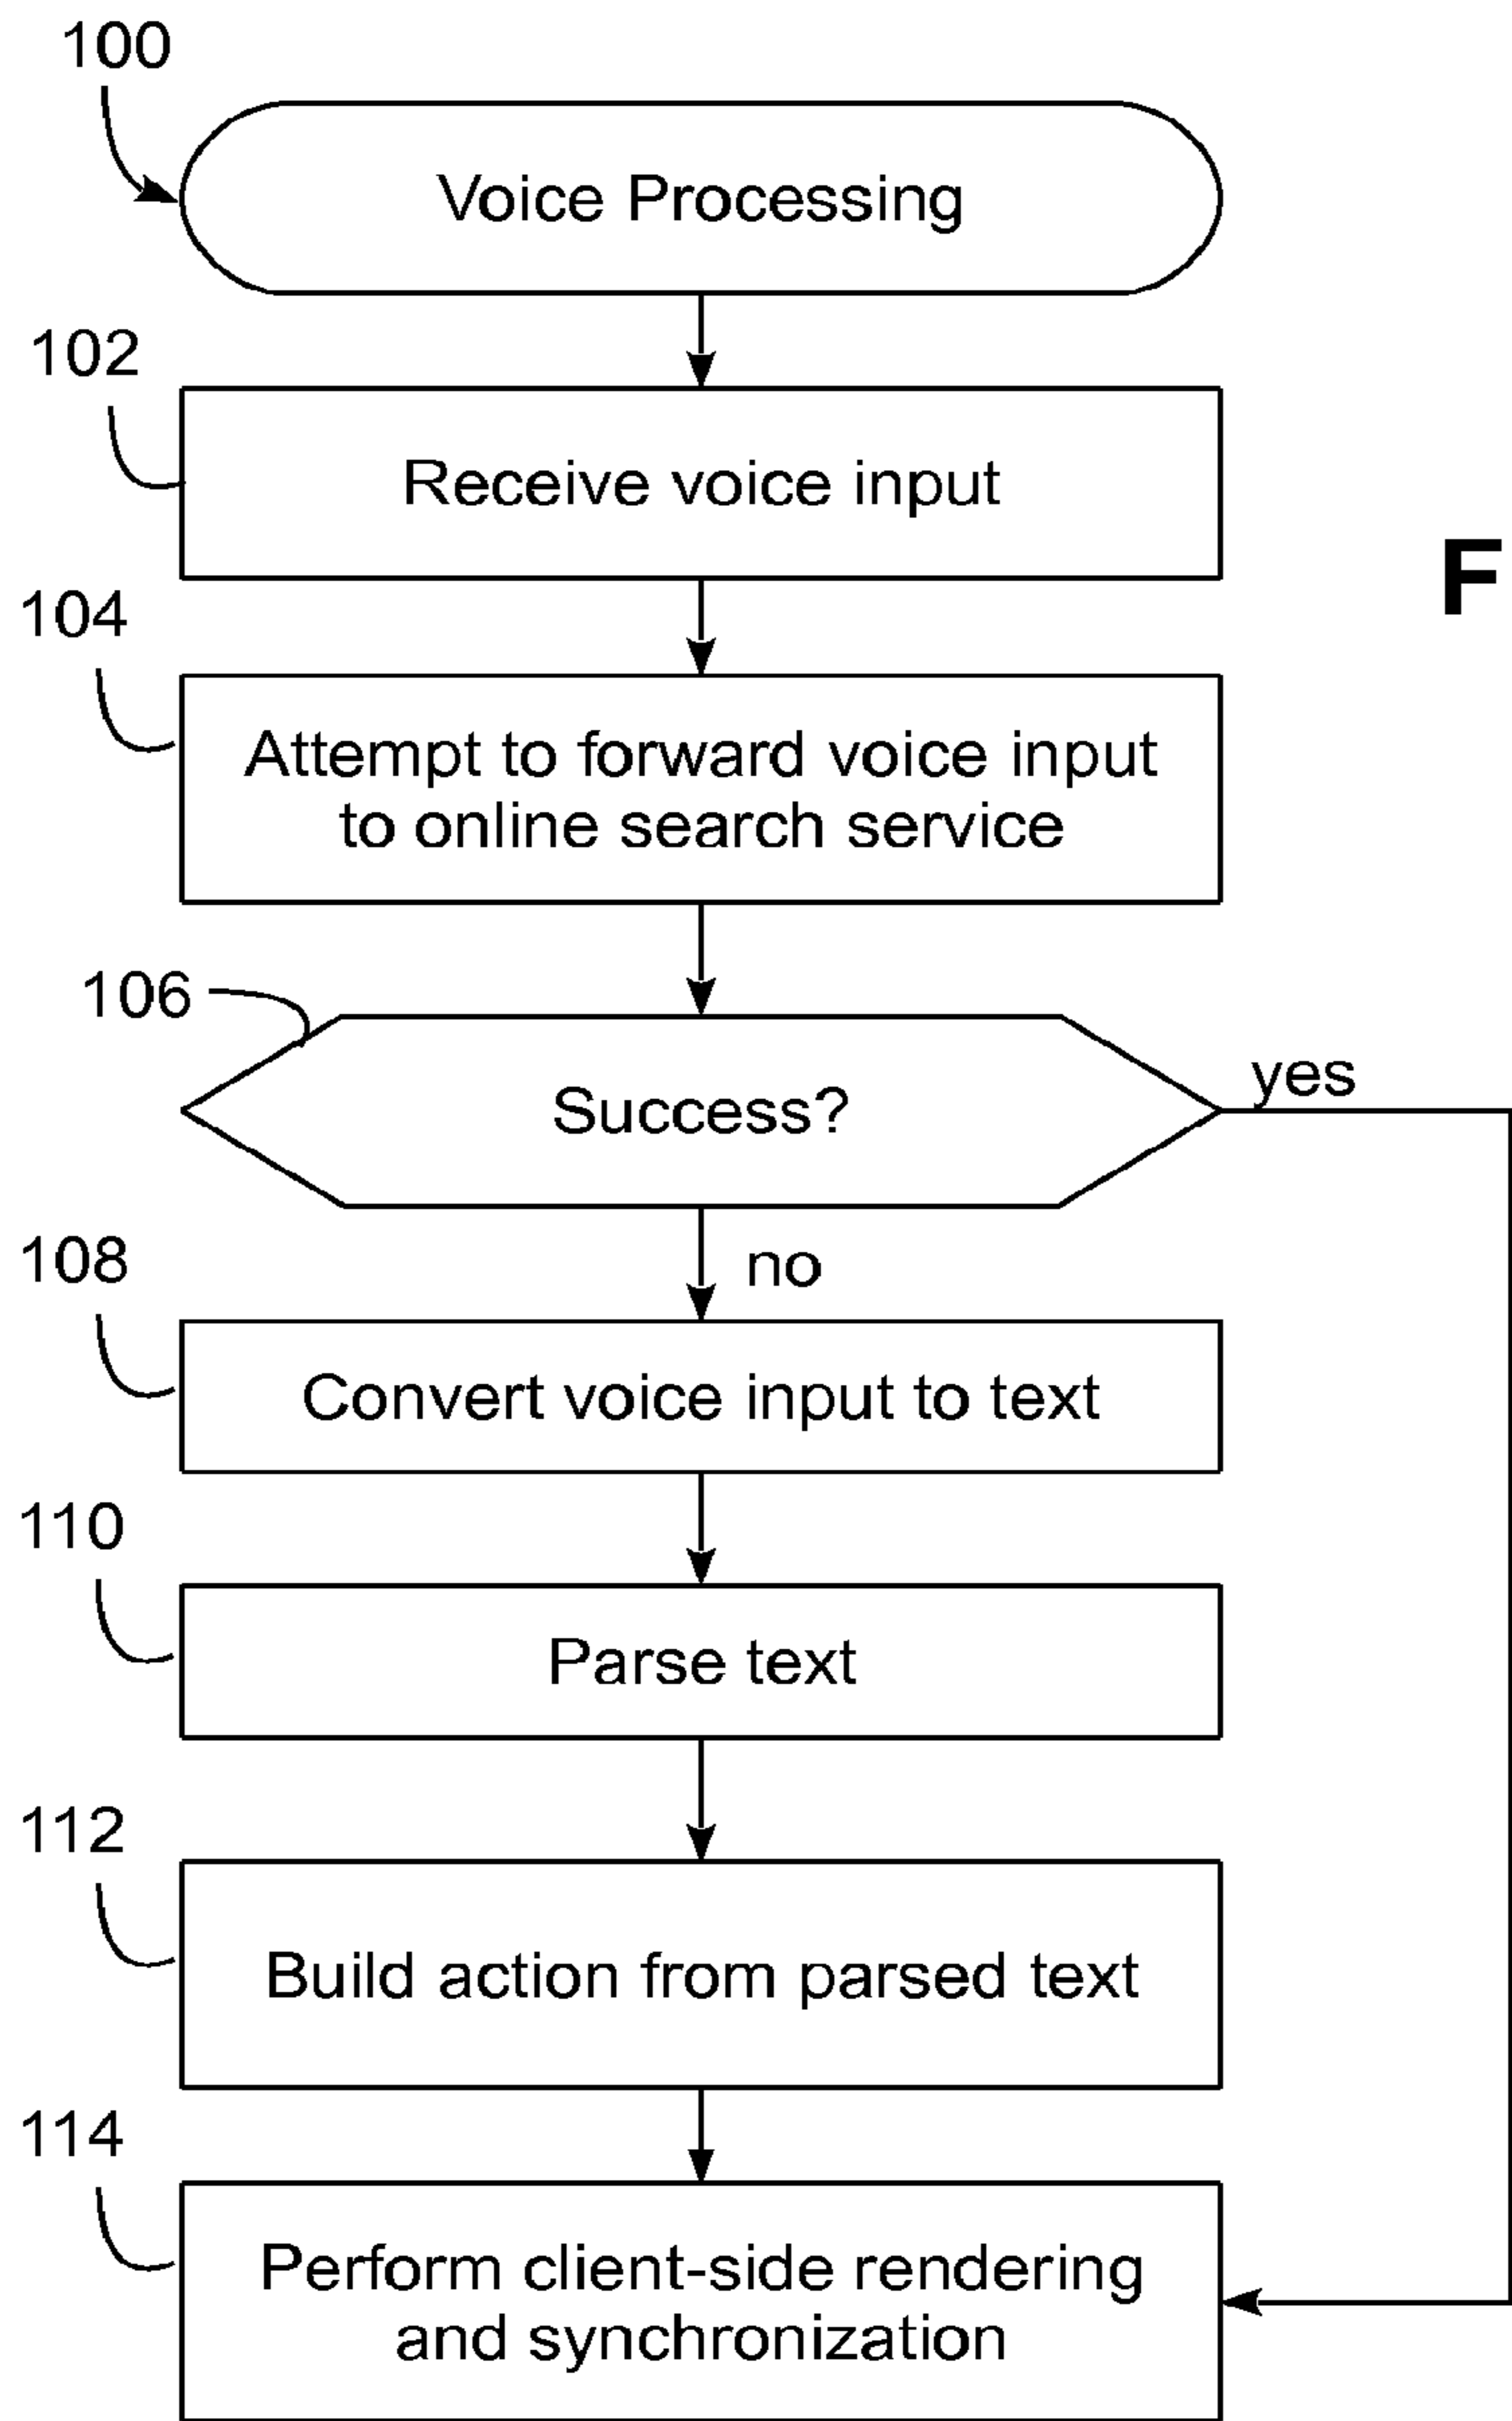 100
Voice Processing
102
Receive voice input
F
104
Attempt to forward voice input
to online search service
106
Success?
yes
no
108
Convert voice input to text
110
Parse text
112
Build action from parsed text
114
Perform client-side rendering
and synchronization